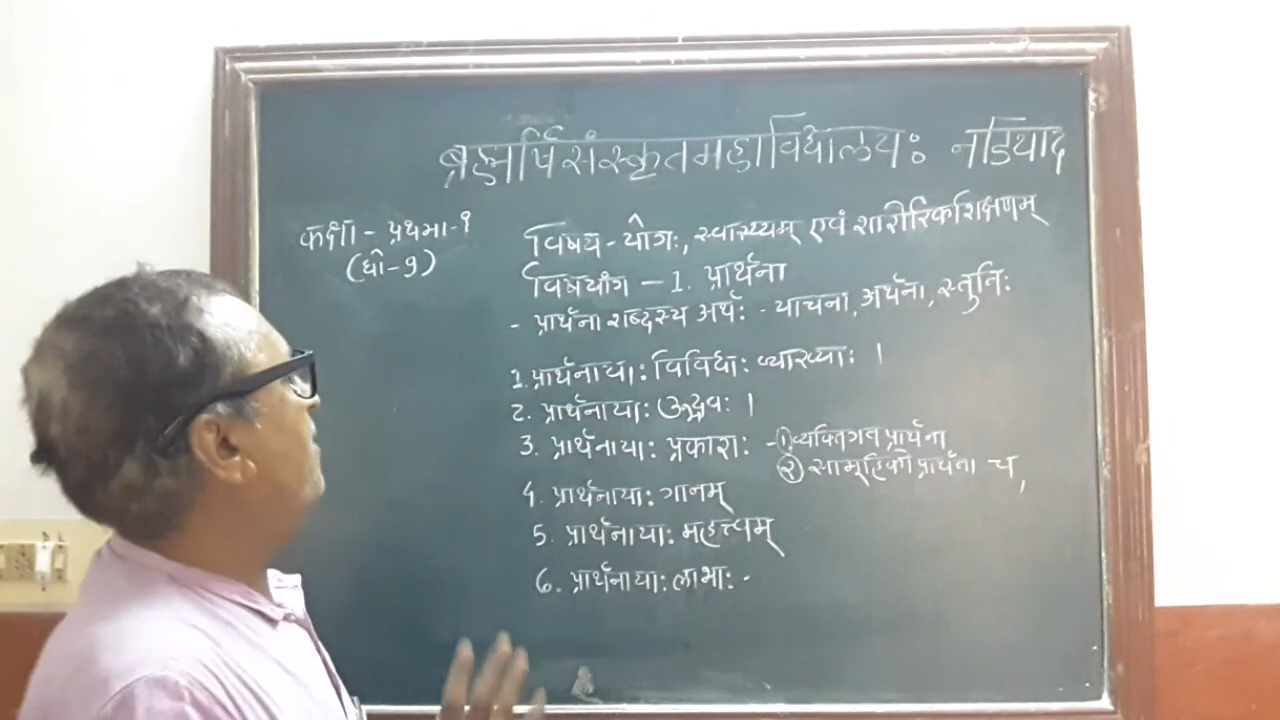 ब्रह्मर्षिसंस्कृतमहाविद्यालयः नडियाद
कक्षा - प्रथमा-१
(धो-9)
विषय - योगः, स्वास्थ्यम् एवं शारीरिकशिक्षणम्
विषयांग - 1. प्रार्थना
- प्रार्थना शब्दस्य अर्थः - याचना, अर्थना, स्तुतिः
1. प्रार्थनायाः विविधाः व्याख्याः ।
2. प्रार्थनायाः उद्भवः ।
3. प्रार्थनायाः प्रकाराः - ① व्यक्तिगत प्रार्थना
② सामूहिकी प्रार्थना च,
4. प्रार्थनायाः गानम्
5. प्रार्थनायाः महत्त्वम्
6. प्रार्थनायाः लाभाः -